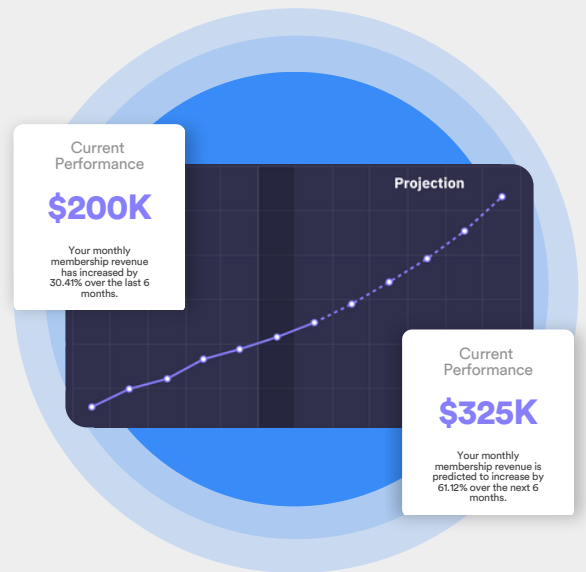 Current
Performance
$200K
Your monthly
membership revenue
has increased by
30.41% over the last 6
months.
Projection
Current
Performance
$325K
Your monthly
membership revenue is
predicted to increase by
61.12% over the next 6
months.